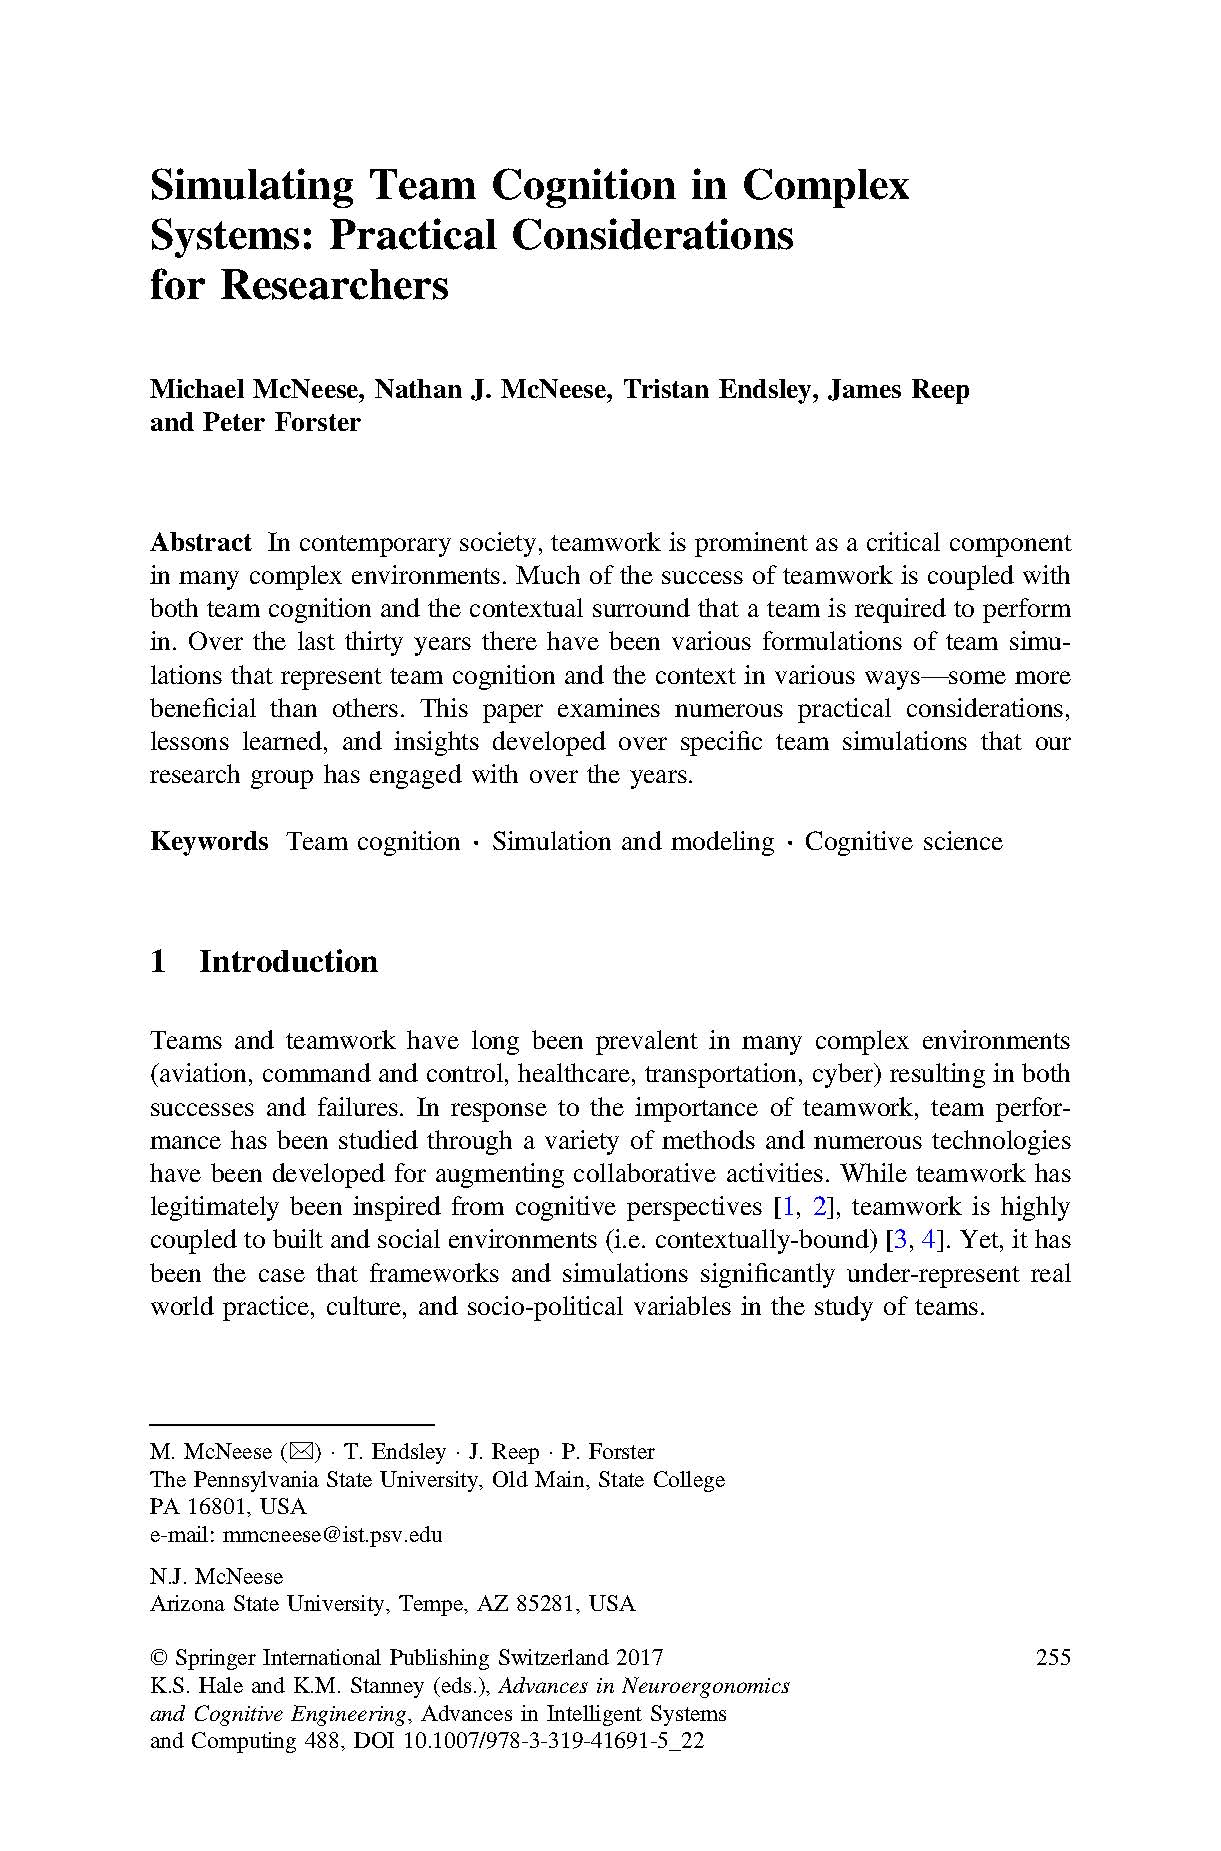 Simulating Team Cognition in Complex
Systems: Practical Considerations
for Researchers
Michael McNeese, Nathan J. McNeese, Tristan Endsley, James Reep
and Peter Forster
Abstract In contemporary society, teamwork is prominent as a critical component
in many complex environments. Much of the success of teamwork is coupled with
both team cognition and the contextual surround that a team is required to perform
in. Over the last thirty years there have been various formulations of team simu-
lations that represent team cognition and the context in various ways—some more
beneficial than others. This paper examines numerous practical considerations,
lessons learned, and insights developed over specific team simulations that our
research group has engaged with over the years.
Keywords Team cognition · Simulation and modeling · Cognitive science
1 Introduction
Teams and teamwork have long been prevalent in many complex environments
(aviation, command and control, healthcare, transportation, cyber) resulting in both
successes and failures. In response to the importance of teamwork, team perfor-
mance has been studied through a variety of methods and numerous technologies
have been developed for augmenting collaborative activities. While teamwork has
legitimately been inspired from cognitive perspectives [1, 2], teamwork is highly
coupled to built and social environments (i.e. contextually-bound) [3, 4]. Yet, it has
been the case that frameworks and simulations significantly under-represent real
world practice, culture, and socio-political variables in the study of teams.
M. McNeese (✉) · T. Endsley · J. Reep · P. Forster
The Pennsylvania State University, Old Main, State College
PA 16801, USA
e-mail: mmcneese@ist.psv.edu
N.J. McNeese
Arizona State University, Tempe, AZ 85281, USA
© Springer International Publishing Switzerland 2017 255
K.S. Hale and K.M. Stanney (eds.), Advances in Neuroergonomics
and Cognitive Engineering, Advances in Intelligent Systems
and Computing 488, DOI 10.1007/978-3-319-41691-5_22